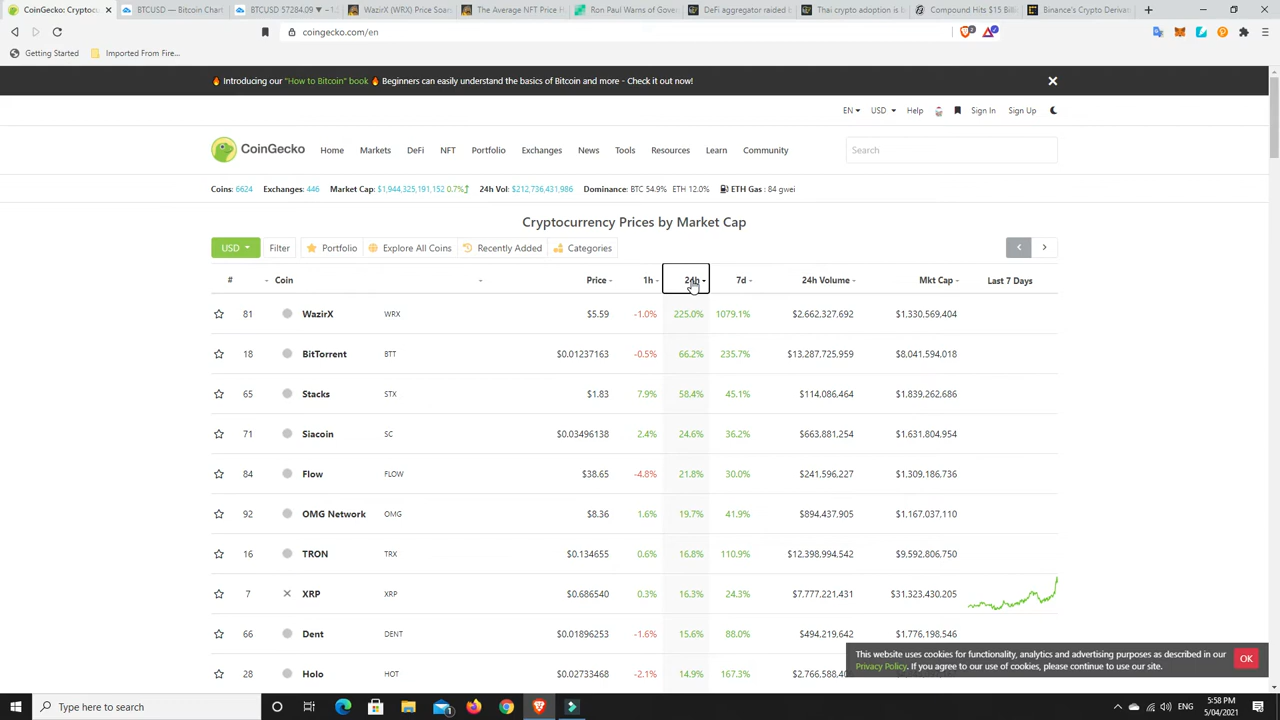 CoinGecko: Cryptocu
BTCUSD — Bitcoin Chart
BTCUSD 57284.09 ▼ −1.
WazirX (WRX) Price Soars
The Average NFT Price H
Ron Paul Warns of Gover
DeFi aggregator raided t
Thai crypto adoption is b
Compound Hits $15 Billi
Binance's Crypto Deriva
coingecko.com/en
Getting Started
Imported From Fire...
Introducing our "How to Bitcoin" book Beginners can easily understand the basics of Bitcoin and more - Check it out now!
EN USD Help Sign In Sign Up
CoinGecko
Home Markets DeFi NFT Portfolio Exchanges News Tools Resources Learn Community
Search
Coins: 6624 Exchanges: 446 Market Cap: $1,944,325,191,152 0.7% 24h Vol: $212,736,431,986 Dominance: BTC 54.9% ETH 12.0% ETH Gas : 84 gwei
Cryptocurrency Prices by Market Cap
USD Filter Portfolio Explore All Coins Recently Added Categories
# Coin Price 1h 24h 7d 24h Volume Mkt Cap Last 7 Days
81 WazirX WRX $5.59 -1.0% 225.0% 1079.1% $2,662,327,692 $1,330,569,404
18 BitTorrent BTT $0.01237163 -0.5% 66.2% 235.7% $13,287,725,959 $8,041,594,018
65 Stacks STX $1.83 7.9% 58.4% 45.1% $114,086,464 $1,839,262,686
71 Siacoin SC $0.03496138 2.4% 24.6% 36.2% $663,881,254 $1,631,804,954
84 Flow FLOW $38.65 -4.8% 21.8% 30.0% $241,596,227 $1,309,186,736
92 OMG Network OMG $8.36 1.6% 19.7% 41.9% $894,437,905 $1,167,037,110
16 TRON TRX $0.134655 0.6% 16.8% 110.9% $12,398,994,542 $9,592,806,750
7 XRP XRP $0.686540 0.3% 16.3% 24.3% $7,777,221,431 $31,323,430,205
66 Dent DENT $0.01896253 -1.6% 15.6% 88.0% $494,219,642 $1,776,198,546
28 Holo HOT $0.02733468 -2.1% 14.9% 167.3% $2,766,588,40
This website uses cookies for functionality, analytics and advertising purposes as described in our
Privacy Policy. If you agree to our use of cookies, please continue to use our site.
OK
Type here to search
ENG
5:58 PM
5/04/2021